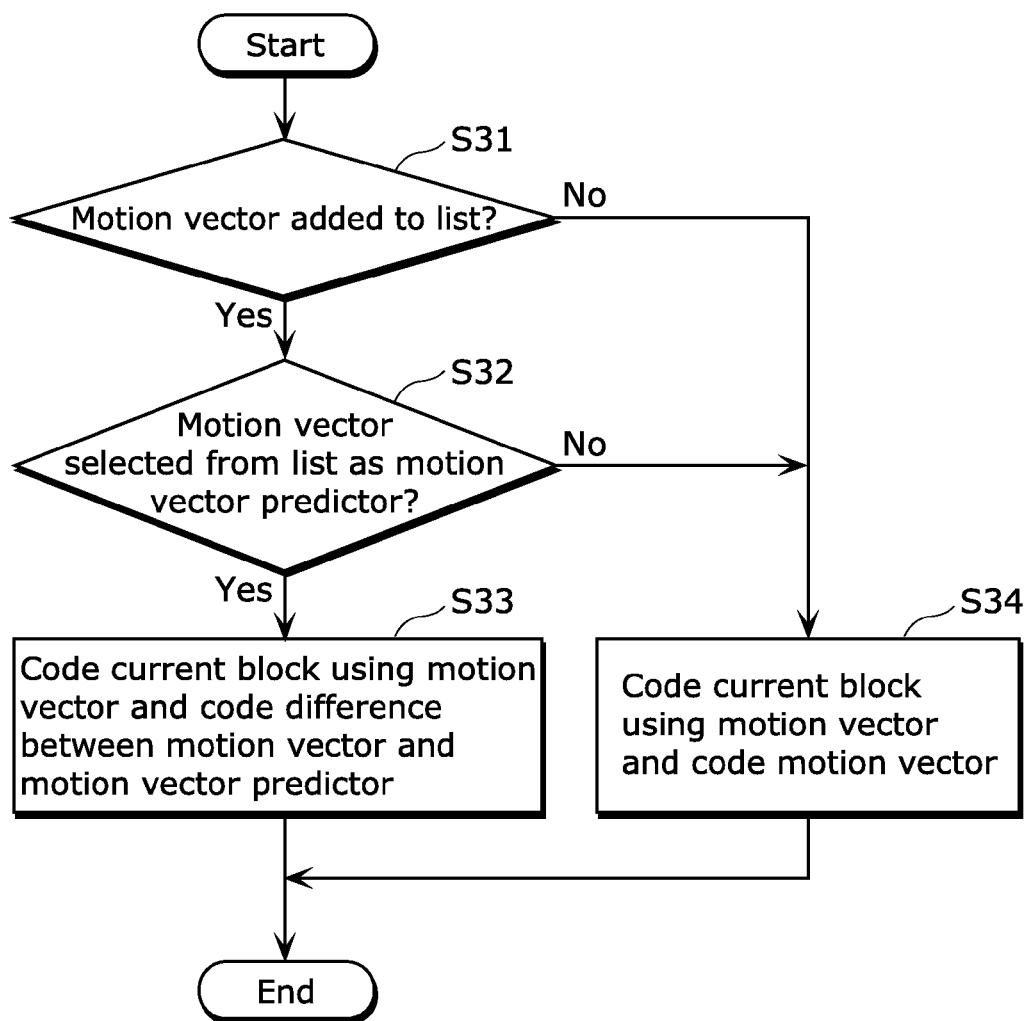 Start
S31
Motion vector added to list?
No
Yes
S32
Motion vector
selected from list as motion
vector predictor?
No
Yes
S33
Code current block using motion
vector and code difference
between motion vector and
motion vector predictor
S34
Code current block
using motion vector
and code motion vector
End